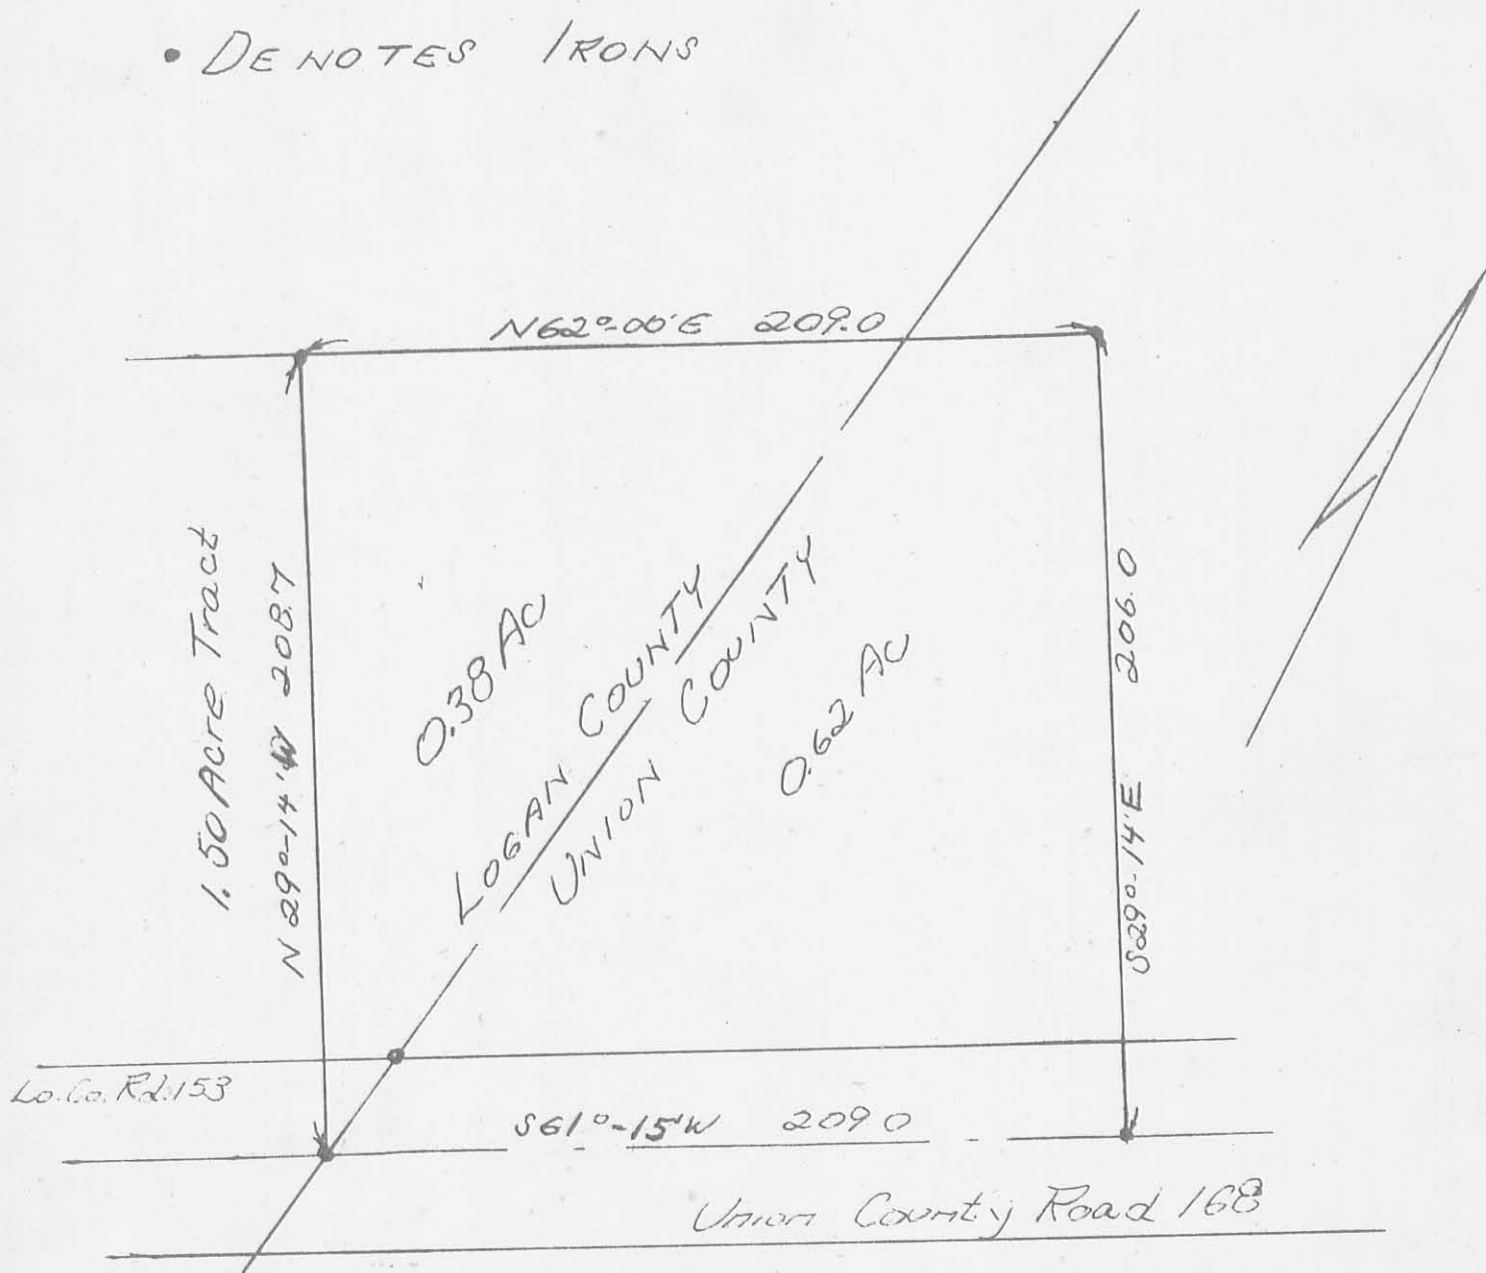 • DENOTES IRONS
N62°-00'E 209.0
1.50 Acre Tract
N 29°-14'W 208.7
0.38 Ac
LOGAN COUNTY
UNION COUNTY
0.62 Ac
S29°-14'E 206.0
Lo. Co. Rd. 153
S61°-15'W 209.0
Union County Road 168